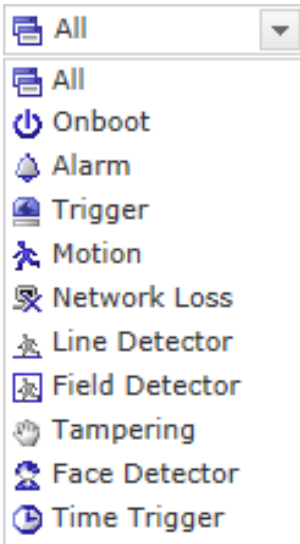 All
All
Onboot
Alarm
Trigger
Motion
Network Loss
Line Detector
Field Detector
Tampering
Face Detector
Time Trigger